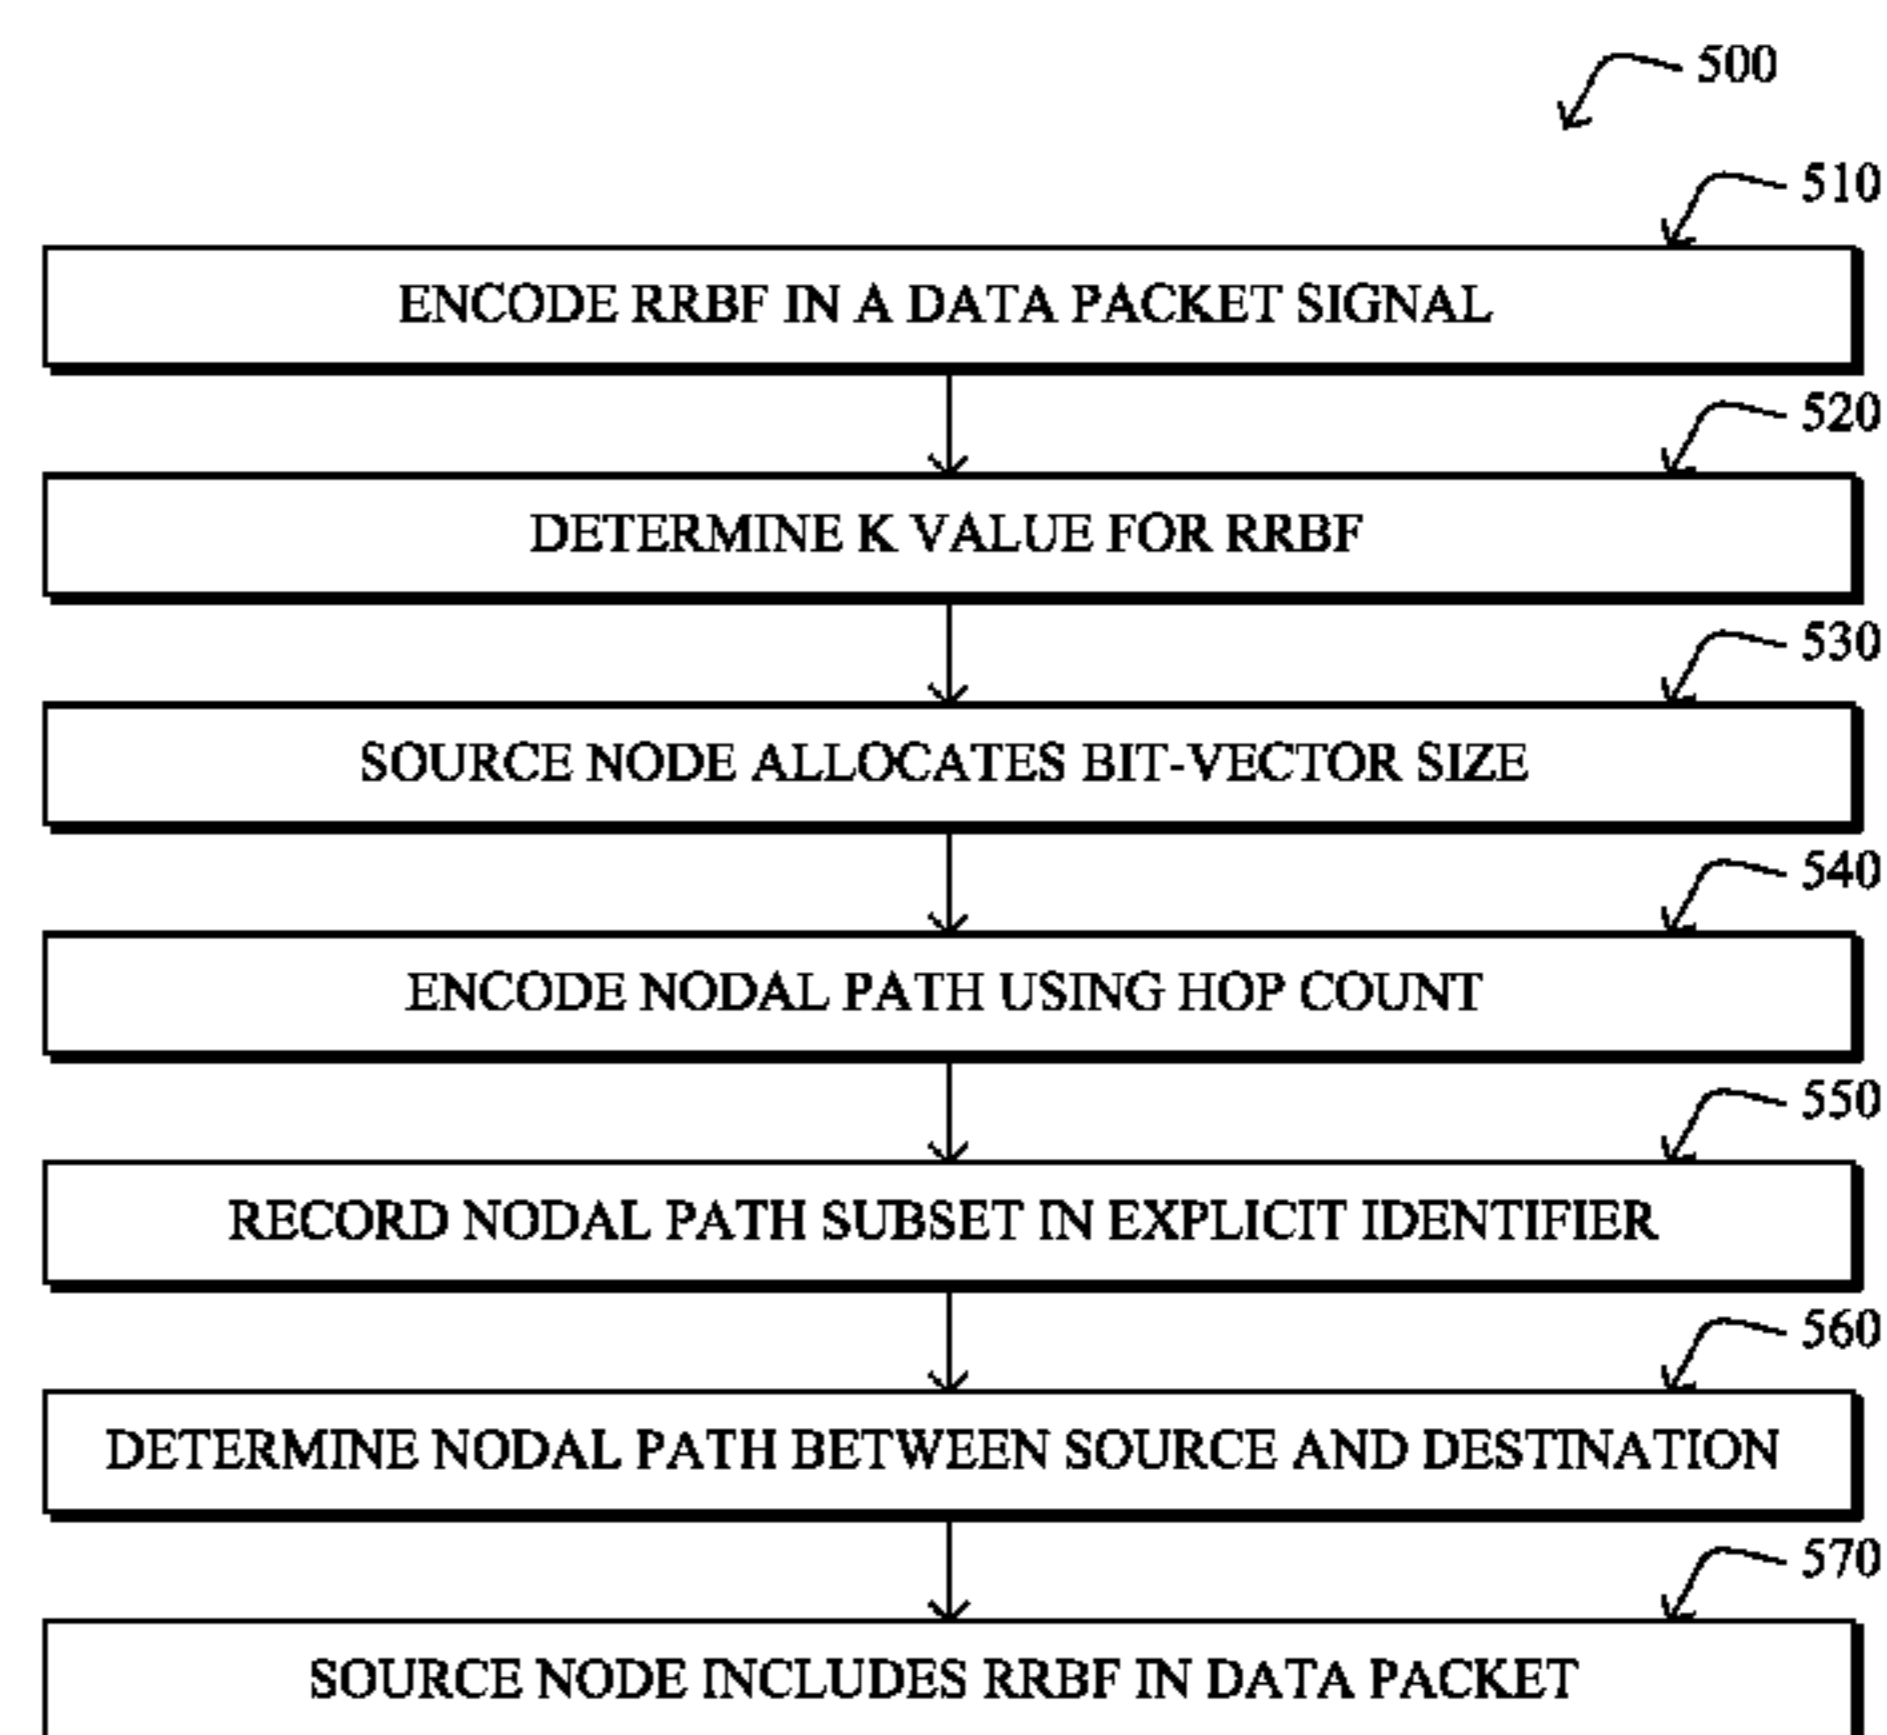 500
510
ENCODE RRBF IN A DATA PACKET SIGNAL
520
DETERMINE K VALUE FOR RRBF
530
SOURCE NODE ALLOCATES BIT-VECTOR SIZE
540
ENCODE NODAL PATH USING HOP COUNT
550
RECORD NODAL PATH SUBSET IN EXPLICIT IDENTIFIER
560
DETERMINE NODAL PATH BETWEEN SOURCE AND DESTINATION
570
SOURCE NODE INCLUDES RRBF IN DATA PACKET